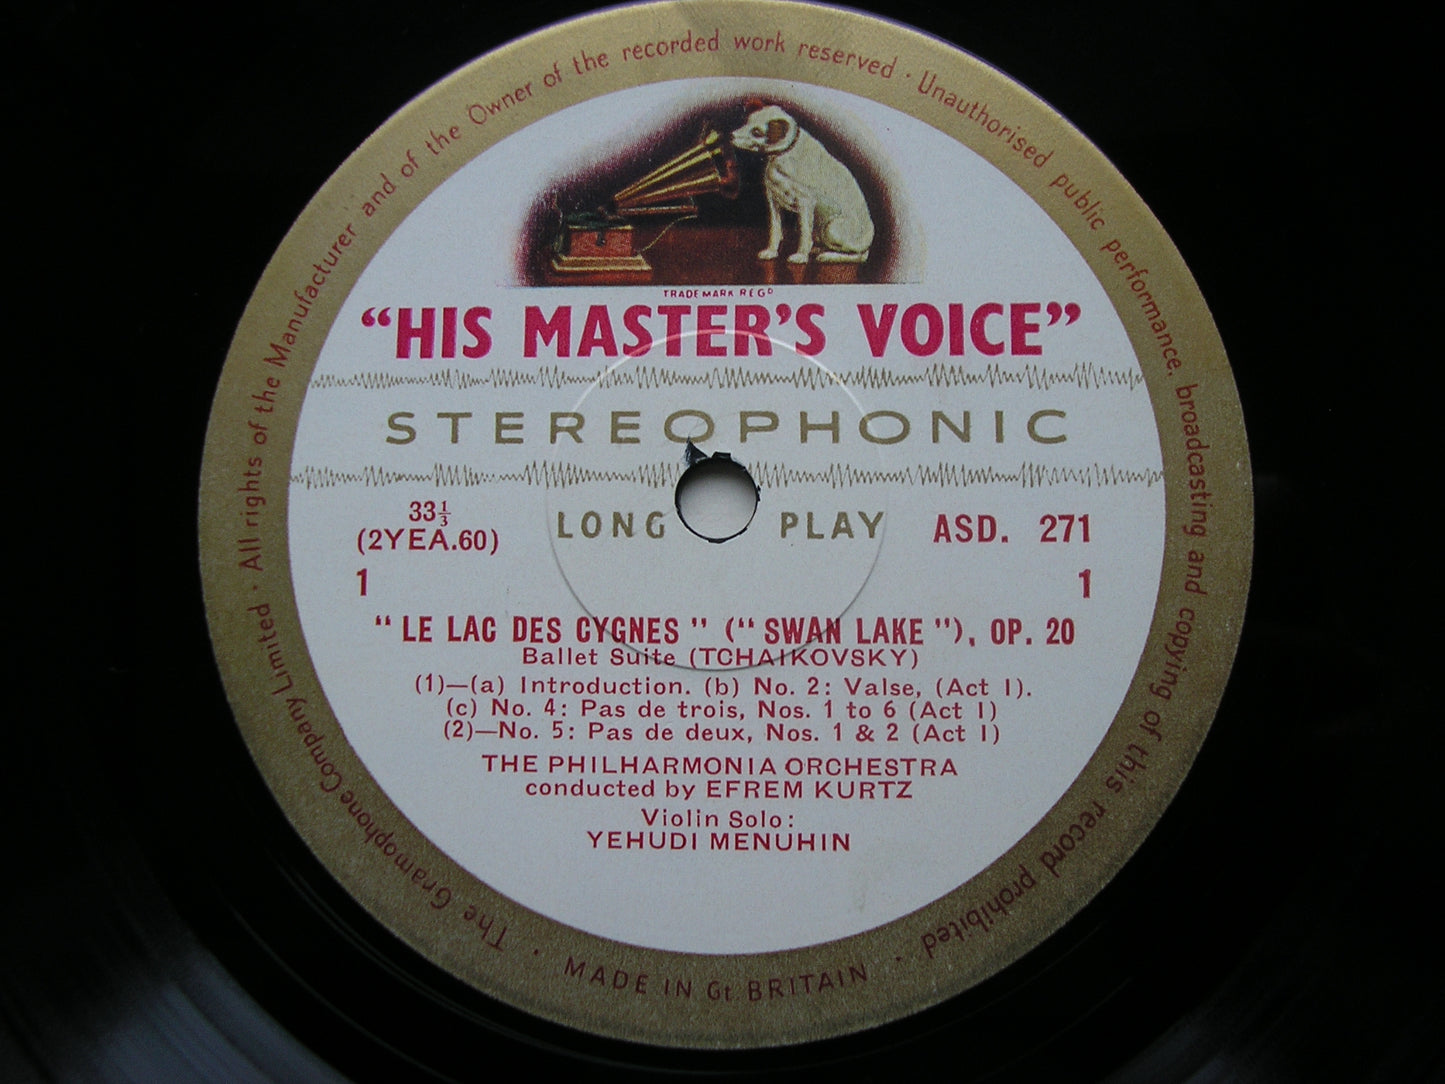 The Gramophone Company Limited · All rights of the Manufacturer and of the Owner of the recorded work reserved · Unauthorised public performance, broadcasting and copying of this record prohibited ·
TRADE MARK REGD
“HIS MASTER'S VOICE”
STEREOPHONIC
33⅓
(2YEA.60)
LONG PLAY
ASD. 271
1 1
“LE LAC DES CYGNES” (“SWAN LAKE”), OP. 20
Ballet Suite (TCHAIKOVSKY)
(1)—(a) Introduction. (b) No. 2: Valse, (Act I).
(c) No. 4: Pas de trois, Nos. 1 to 6 (Act I)
(2)—No. 5: Pas de deux, Nos. 1 & 2 (Act I)
THE PHILHARMONIA ORCHESTRA
conducted by EFREM KURTZ
Violin Solo:
YEHUDI MENUHIN
· MADE IN Gt. BRITAIN ·